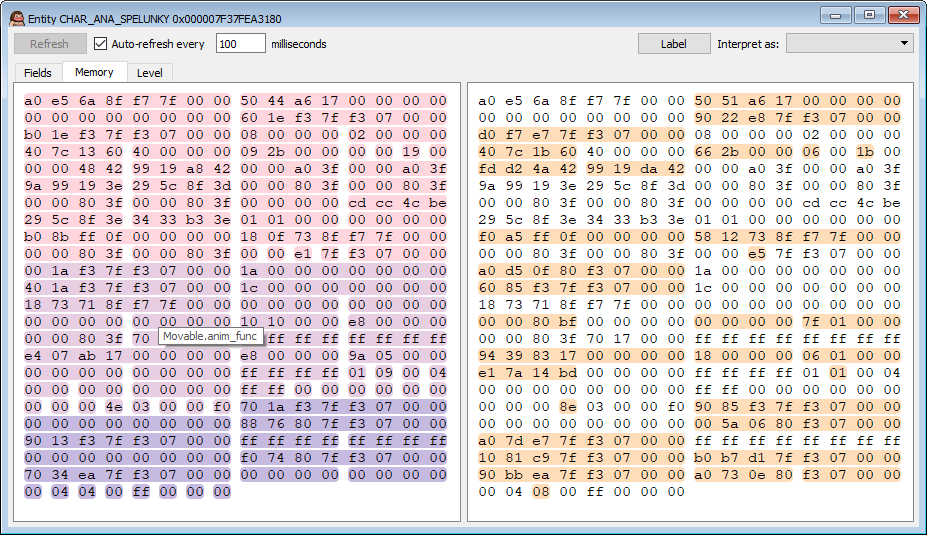 Entity CHAR_ANA_SPELUNKY 0x000007F37FEA3180
Refresh Auto-refresh every 100 milliseconds Label Interpret as:
Fields Memory Level
a0 e5 6a 8f f7 7f 00 00 50 44 a6 17 00 00 00 00
00 00 00 00 00 00 00 00 60 1e f3 7f f3 07 00 00
b0 1e f3 7f f3 07 00 00 08 00 00 00 02 00 00 00
40 7c 13 60 40 00 00 00 09 2b 00 00 00 00 19 00
00 00 48 42 99 19 a8 42 00 00 a0 3f 00 00 a0 3f
9a 99 19 3e 29 5c 8f 3d 00 00 80 3f 00 00 80 3f
00 00 80 3f 00 00 80 3f 00 00 00 00 cd cc 4c be
29 5c 8f 3e 34 33 b3 3e 01 01 00 00 00 00 00 00
b0 8b ff 0f 00 00 00 00 18 0f 73 8f f7 7f 00 00
00 00 80 3f 00 00 80 3f 00 00 e1 7f f3 07 00 00
00 1a f3 7f f3 07 00 00 1a 00 00 00 00 00 00 00
40 1a f3 7f f3 07 00 00 1c 00 00 00 00 00 00 00
18 73 71 8f f7 7f 00 00 00 00 00 00 00 00 00 00
00 00 00 00 00 00 00 00 10 10 00 00 e8 00 00 00
00 00 80 3f 70 Movable.anim_func ff ff ff ff ff ff ff
e4 07 ab 17 00 00 00 00 e8 00 00 00 9a 05 00 00
00 00 00 00 00 00 00 00 ff ff ff ff 01 09 00 04
00 00 00 00 00 00 00 00 ff ff 00 00 00 00 00 00
00 00 00 4e 03 00 00 f0 70 1a f3 7f f3 07 00 00
00 00 00 00 00 00 00 00 88 76 80 7f f3 07 00 00
90 13 f3 7f f3 07 00 00 ff ff ff ff ff ff ff ff
00 00 00 00 00 00 00 00 f0 74 80 7f f3 07 00 00
70 34 ea 7f f3 07 00 00 00 00 00 00 00 00 00 00
00 04 04 00 ff 00 00 00
a0 e5 6a 8f f7 7f 00 00 50 51 a6 17 00 00 00 00
00 00 00 00 00 00 00 00 90 22 e8 7f f3 07 00 00
d0 f7 e7 7f f3 07 00 00 08 00 00 00 02 00 00 00
40 7c 1b 60 40 00 00 00 66 2b 00 00 06 00 1b 00
fd d2 4a 42 99 19 da 42 00 00 a0 3f 00 00 a0 3f
9a 99 19 3e 29 5c 8f 3d 00 00 80 3f 00 00 80 3f
00 00 80 3f 00 00 80 3f 00 00 00 00 cd cc 4c be
29 5c 8f 3e 34 33 b3 3e 01 01 00 00 00 00 00 00
f0 a5 ff 0f 00 00 00 00 58 12 73 8f f7 7f 00 00
00 00 80 3f 00 00 80 3f 00 00 e5 7f f3 07 00 00
a0 d5 0f 80 f3 07 00 00 1a 00 00 00 00 00 00 00
60 85 f3 7f f3 07 00 00 1c 00 00 00 00 00 00 00
18 73 71 8f f7 7f 00 00 00 00 00 00 00 00 00 00
00 00 80 bf 00 00 00 00 00 00 00 00 7f 01 00 00
00 00 80 3f 70 17 00 00 ff ff ff ff ff ff ff ff
94 39 83 17 00 00 00 00 18 00 00 00 06 01 00 00
e1 7a 14 bd 00 00 00 00 ff ff ff ff 01 01 00 04
00 00 00 00 00 00 00 00 ff ff 00 00 00 00 00 00
00 00 00 8e 03 00 00 f0 90 85 f3 7f f3 07 00 00
00 00 00 00 00 00 00 00 00 5a 06 80 f3 07 00 00
a0 7d e7 7f f3 07 00 00 ff ff ff ff ff ff ff ff
10 81 c9 7f f3 07 00 00 b0 b7 d1 7f f3 07 00 00
90 bb ea 7f f3 07 00 00 a0 73 0e 80 f3 07 00 00
00 04 08 00 ff 00 00 00